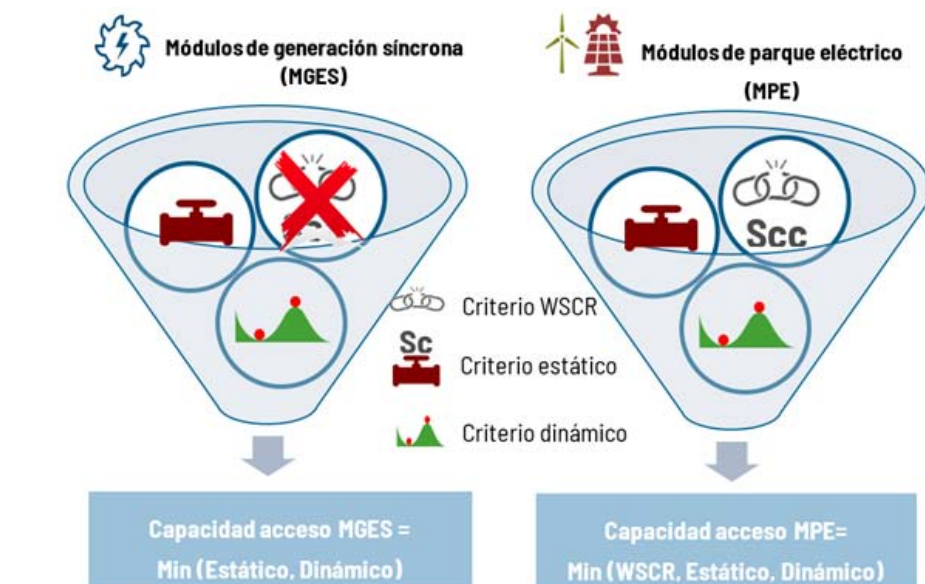 Módulos de generación síncrona
(MGES)
Módulos de parque eléctrico
(MPE)
Scc
Criterio WSCR
Sc
Criterio estático
Criterio dinámico
Capacidad acceso MGES =
Min (Estático, Dinámico)
Capacidad acceso MPE=
Min (WSCR, Estático, Dinámico)